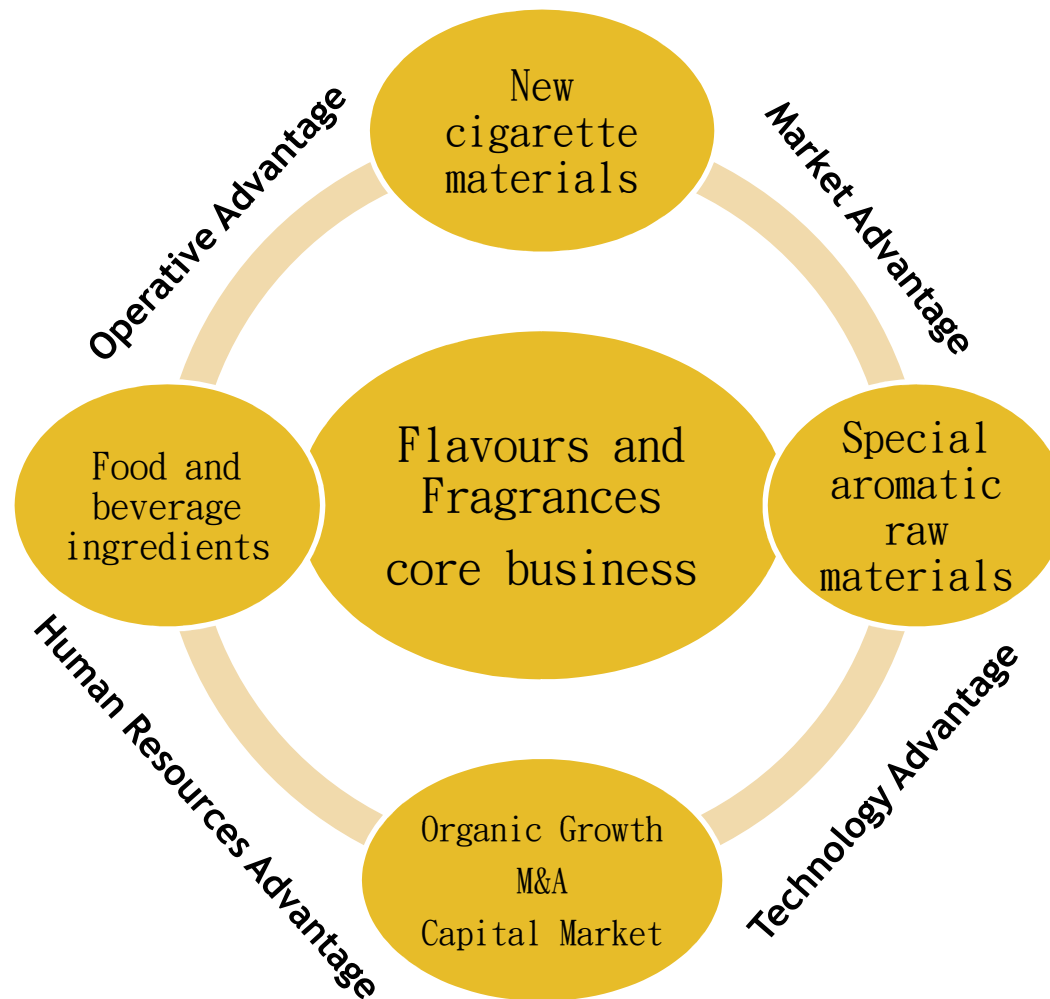 New
cigarette
materials
Operative Advantage
Market Advantage
Food and
beverage
ingredients
Flavours and
Fragrances
core business
Special
aromatic
raw
materials
Human Resources Advantage
Technology Advantage
Organic Growth
M&A
Capital Market